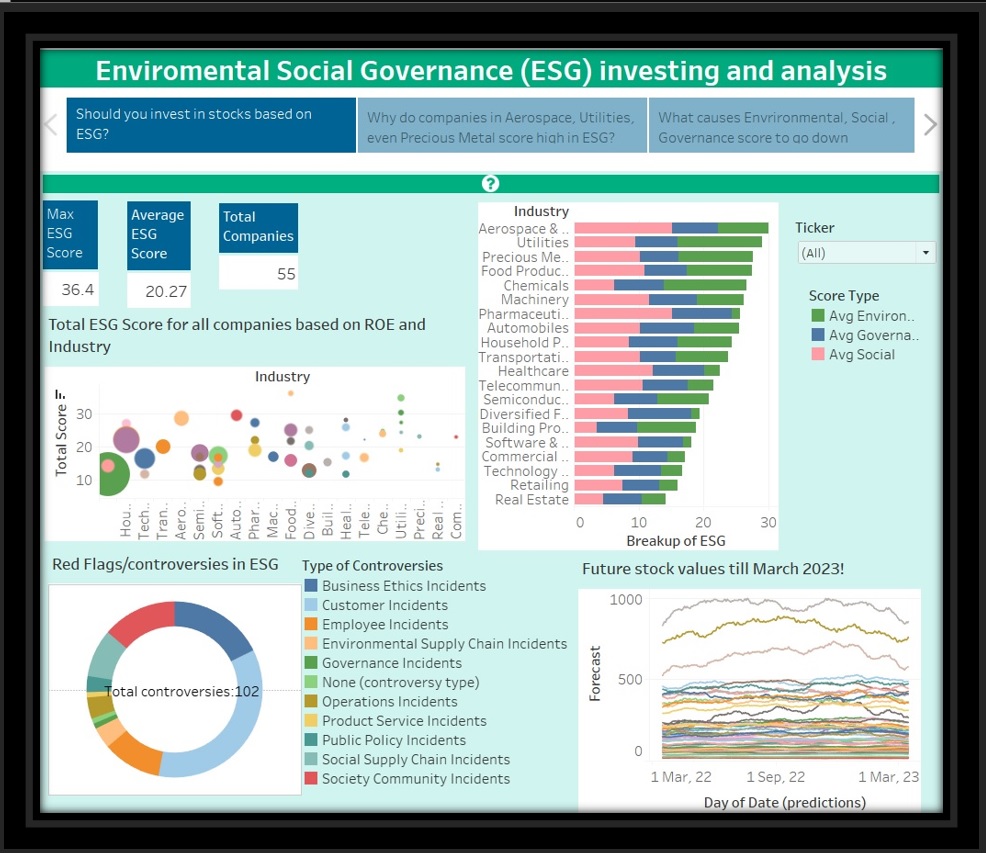 Enviromental Social Governance (ESG) investing and analysis
Should you invest in stocks based on
ESG?
Why do companies in Aerospace, Utilities,
even Precious Metal score high in ESG?
What causes Envrironmental, Social ,
Governance score to go down
?
Max
ESG
Score
36.4
Average
ESG
Score
20.27
Total
Companies
55
Total ESG Score for all companies based on ROE and
Industry
Industry
Total Score
30
20
10
Hou..
Tech..
Tran..
Aero..
Semi..
Soft..
Auto..
Phar..
Mac..
Food..
Dive..
Buil..
Heal..
Tele..
Che..
Utili..
Preci..
Real ..
Com..
Industry
Aerospace & ..
Utilities
Precious Me..
Food Produc..
Chemicals
Machinery
Pharmaceuti..
Automobiles
Household P..
Transportati..
Healthcare
Telecommun..
Semiconduc..
Diversified F..
Building Pro..
Software & ..
Commercial ..
Technology ..
Retailing
Real Estate
0 10 20 30
Breakup of ESG
Ticker
(All)
Score Type
Avg Environ..
Avg Governa..
Avg Social
Red Flags/controversies in ESG
Total controversies:102
Type of Controversies
Business Ethics Incidents
Customer Incidents
Employee Incidents
Environmental Supply Chain Incidents
Governance Incidents
None (controversy type)
Operations Incidents
Product Service Incidents
Public Policy Incidents
Social Supply Chain Incidents
Society Community Incidents
Future stock values till March 2023!
Forecast
1000
500
0
1 Mar, 22 1 Sep, 22 1 Mar, 23
Day of Date (predictions)